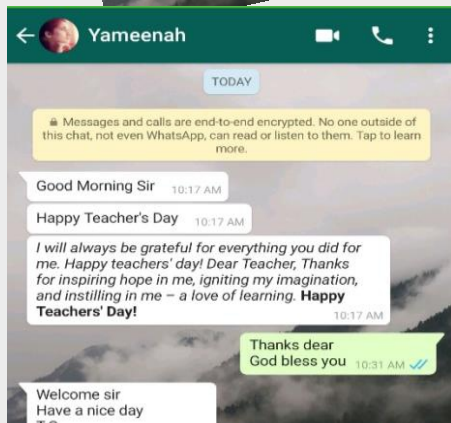 Yameenah
TODAY
Messages and calls are end-to-end encrypted. No one outside of
this chat, not even WhatsApp, can read or listen to them. Tap to learn
more.
Good Morning Sir 10:17 AM
Happy Teacher's Day 10:17 AM
I will always be grateful for everything you did for
me. Happy teachers' day! Dear Teacher, Thanks
for inspiring hope in me, igniting my imagination,
and instilling in me – a love of learning. Happy
Teachers' Day!
10:17 AM
Thanks dear
God bless you 10:31 AM
Welcome sir
Have a nice day